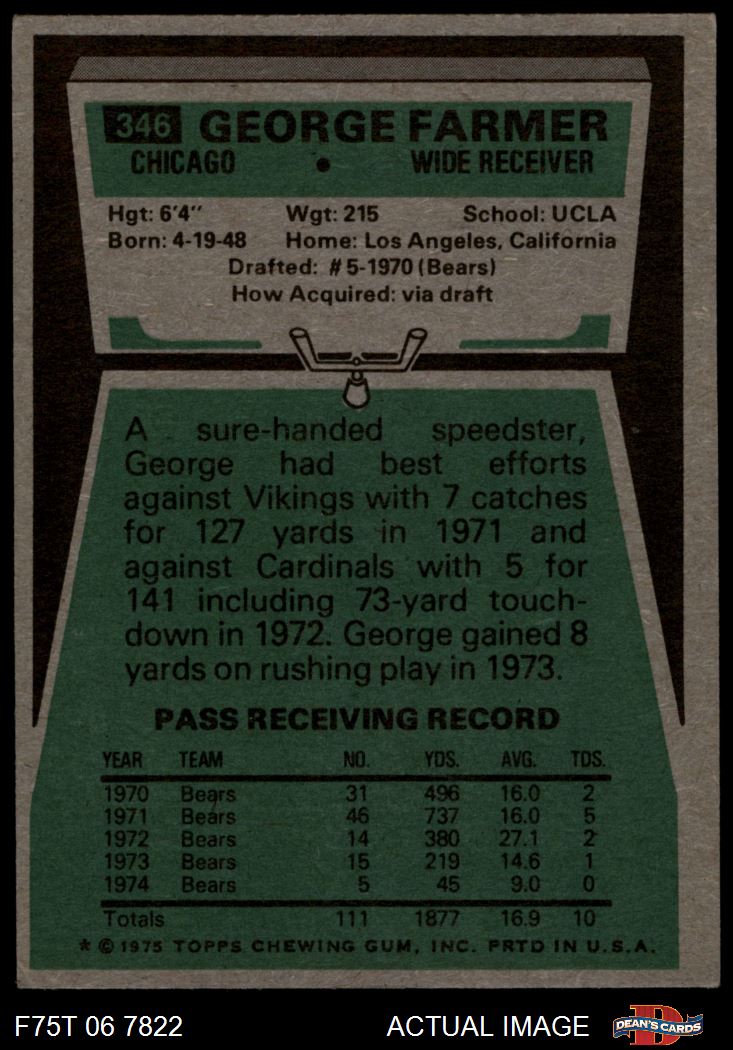 346 GEORGE FARMER
CHICAGO • WIDE RECEIVER
Hgt: 6'4" Wgt: 215 School: UCLA
Born: 4-19-48 Home: Los Angeles, California
Drafted: #5-1970 (Bears)
How Acquired: via draft
A sure-handed speedster,
George had best efforts
against Vikings with 7 catches
for 127 yards in 1971 and
against Cardinals with 5 for
141 including 73-yard touch-
down in 1972. George gained 8
yards on rushing play in 1973.
PASS RECEIVING RECORD
YEAR TEAM NO. YDS. AVG. TDS.
1970 Bears 31 496 16.0 2
1971 Bears 46 737 16.0 5
1972 Bears 14 380 27.1 2
1973 Bears 15 219 14.6 1
1974 Bears 5 45 9.0 0
Totals 111 1877 16.9 10
* © 1975 TOPPS CHEWING GUM, INC. PRTD IN U.S.A.
F75T 06 7822 ACTUAL IMAGE D DEAN'S CARDS